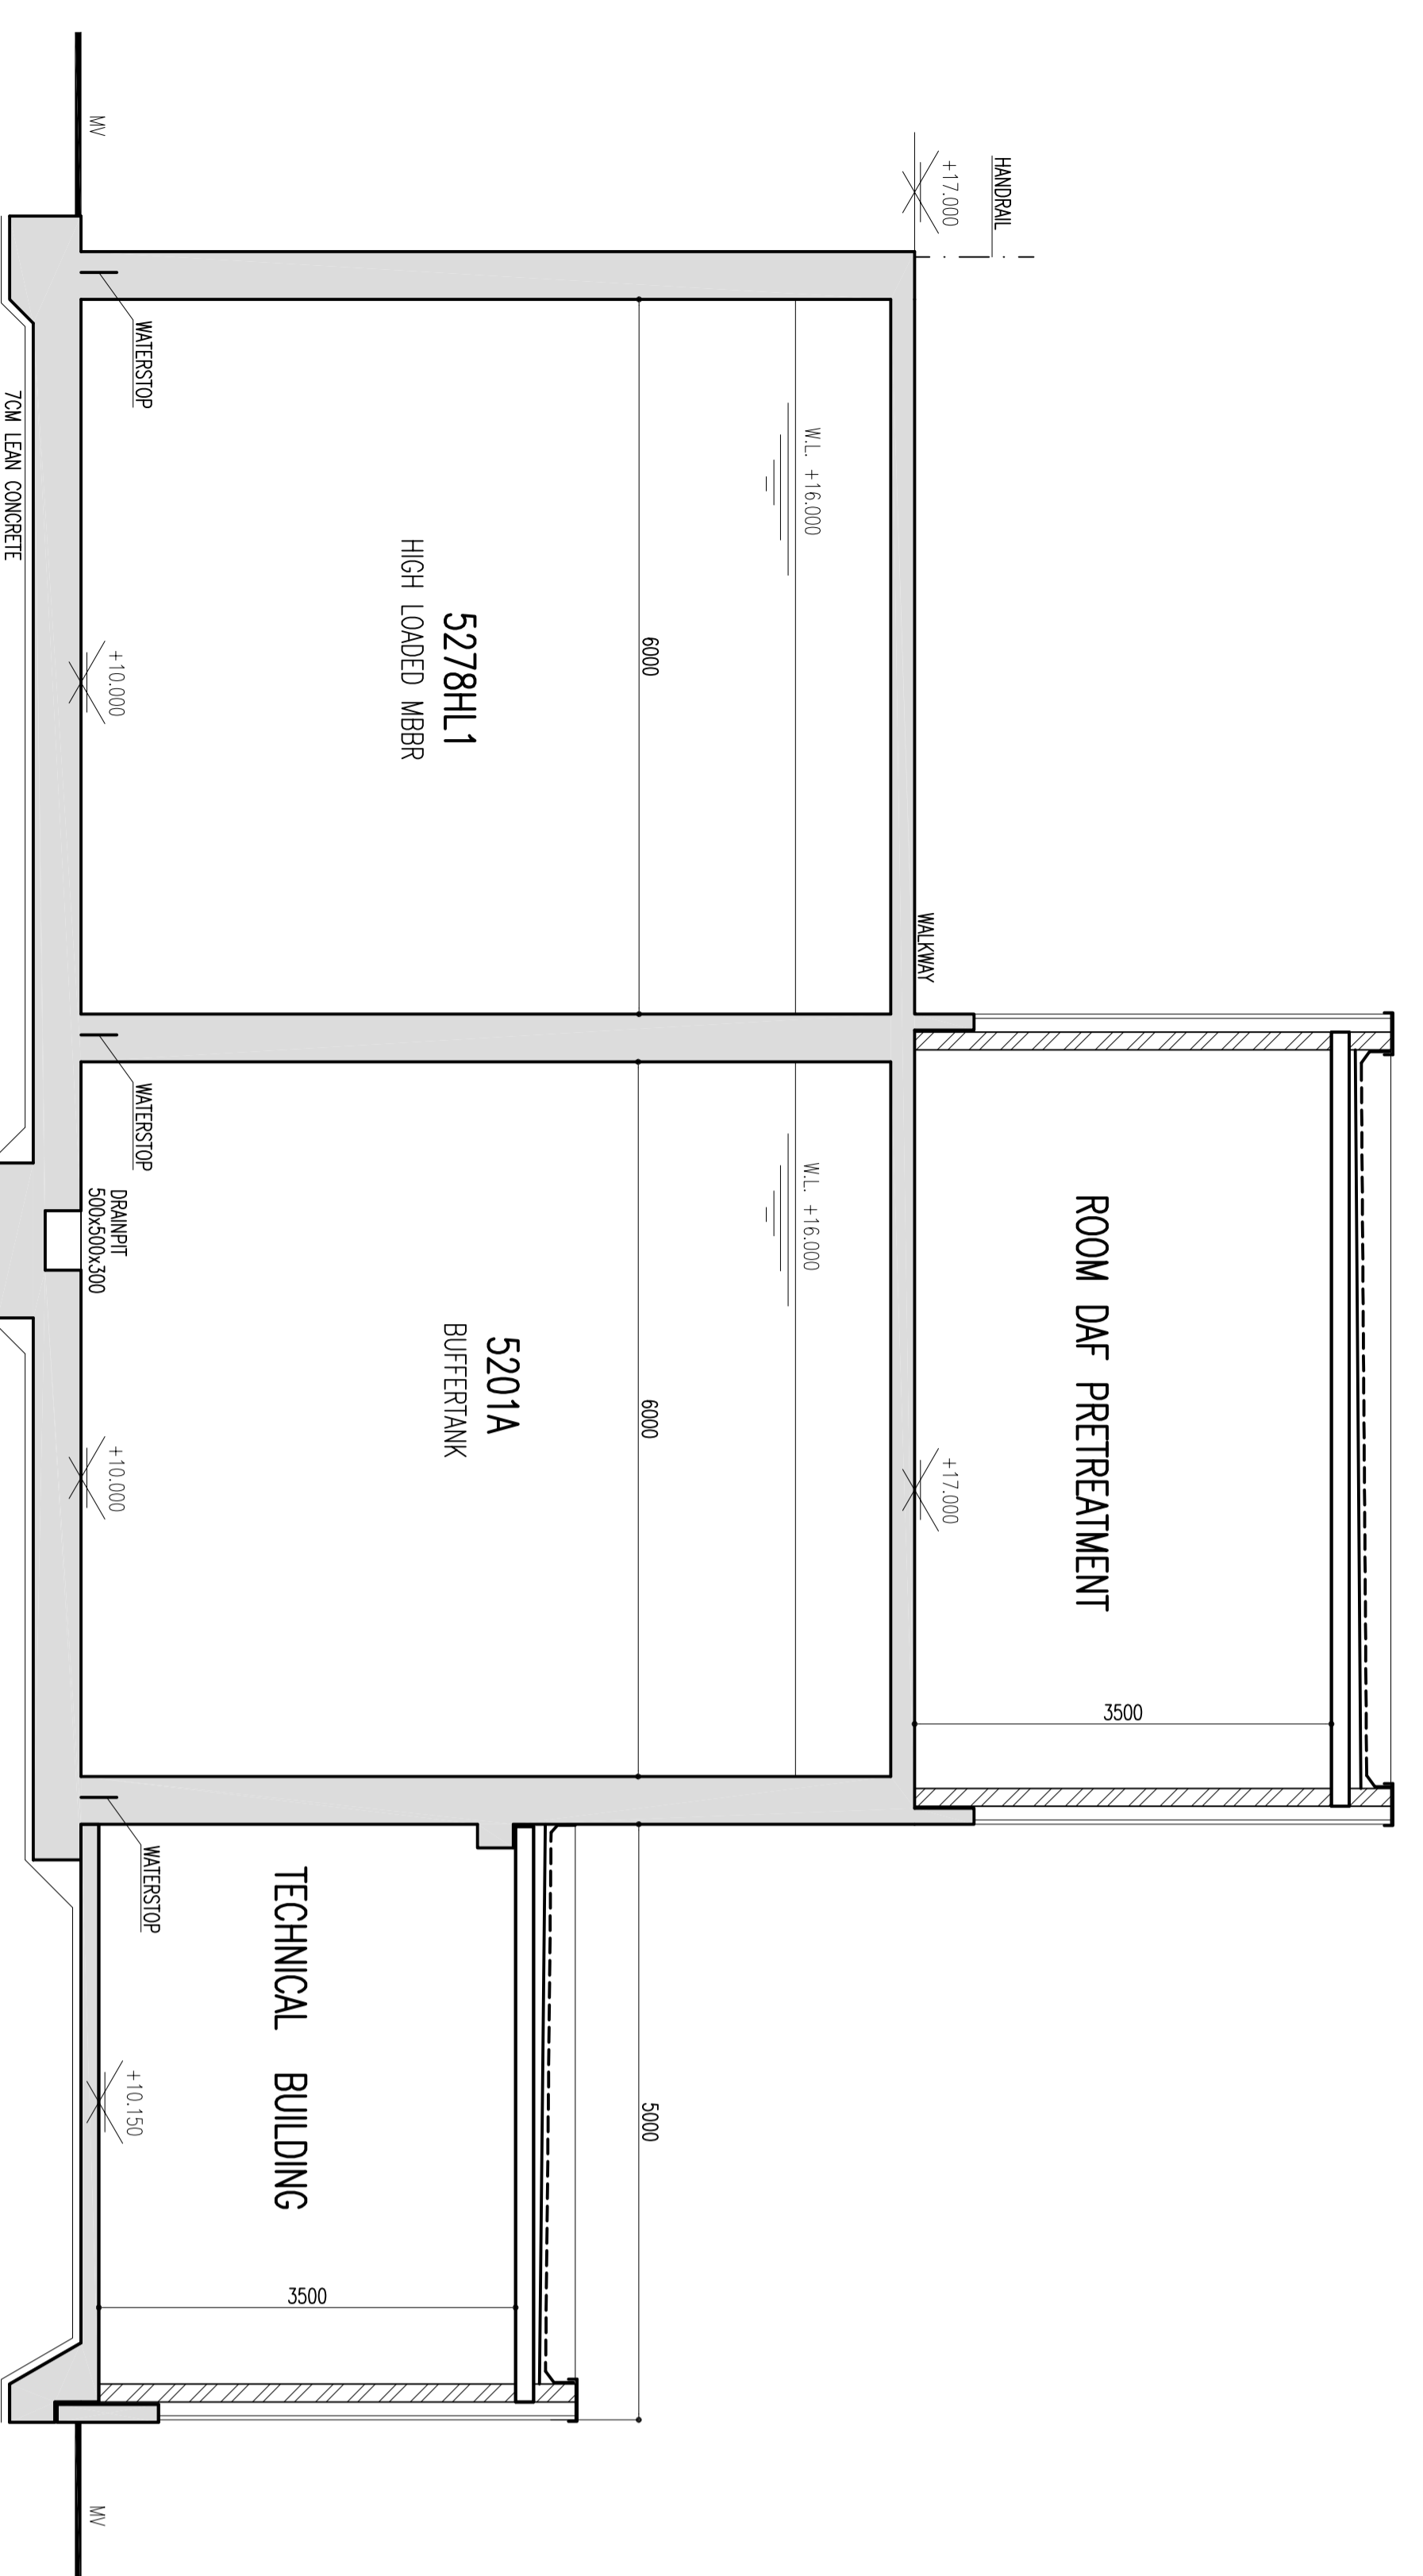 HANDRAIL
+17.000
WALKWAY
ROOM DAF PRETREATMENT
3500
+17.000
W.L. +16.000
W.L. +16.000
6000
6000
5000
5278HL1
HIGH LOADED MBBR
5201A
BUFFERTANK
TECHNICAL BUILDING
3500
WATERSTOP
WATERSTOP
WATERSTOP
DRAINPIT
500x500x300
+10.000
+10.000
+10.150
MV
MV
7CM LEAN CONCRETE